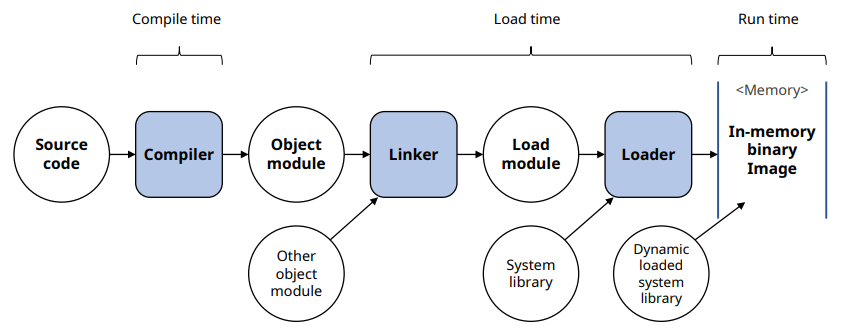 Compile time
Load time
Run time
<Memory>
Source
code
Compiler
Object
module
Linker
Load
module
Loader
In-memory
binary
Image
Other
object
module
System
library
Dynamic
loaded
system
library